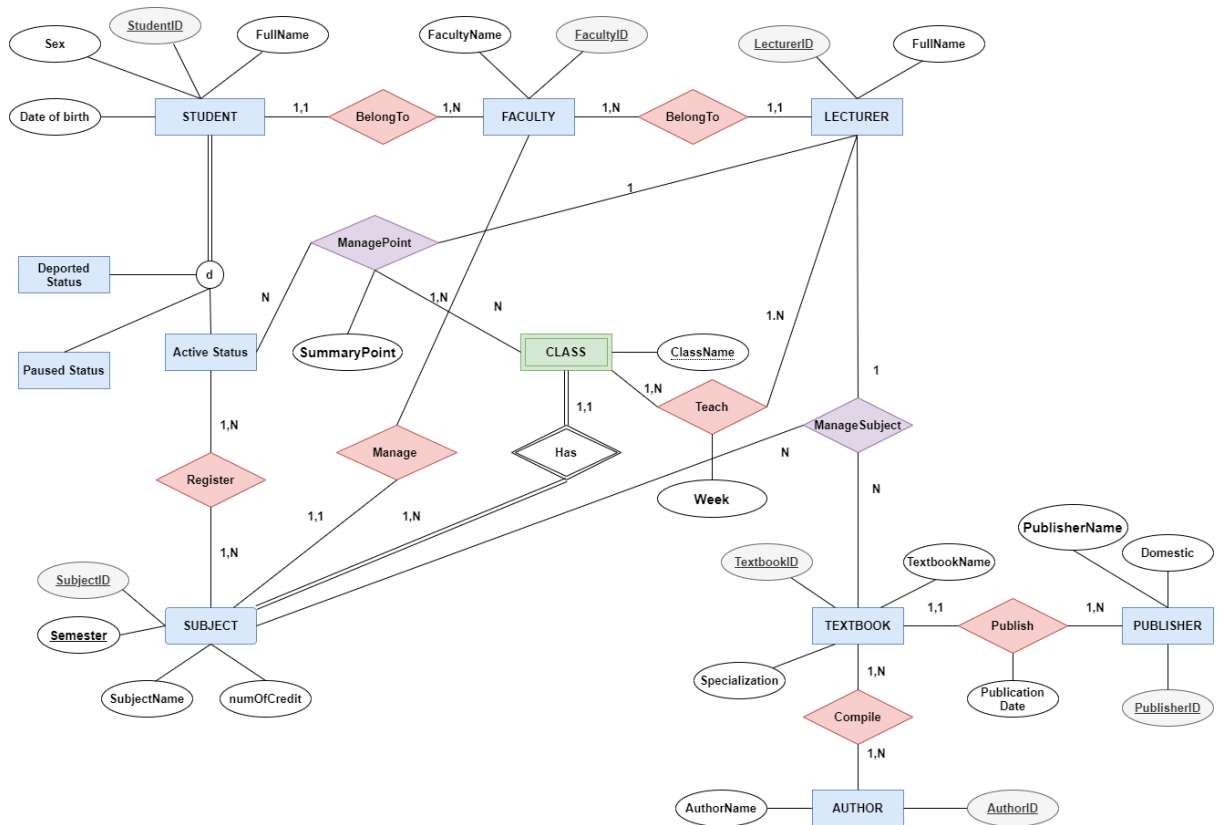 StudentID
Sex
FullName
FacultyName
FacultyID
LecturerID
FullName
Date of birth
STUDENT
1,1
BelongTo
1,N
FACULTY
1,N
BelongTo
1,1
LECTURER
1
ManagePoint
Deported
Status
d
N
1,N
N
1.N
SummaryPoint
Paused Status
Active Status
CLASS
ClassName
1,N
1,1
Teach
1
1,N
Manage
Has
ManageSubject
N
Register
Week
N
1,1
1,N
1,N
PublisherName
Domestic
SubjectID
TextbookID
TextbookName
Semester
SUBJECT
TEXTBOOK
1,1
Publish
1,N
PUBLISHER
SubjectName
numOfCredit
Specialization
1,N
Publication
Date
PublisherID
Compile
1,N
AuthorName
AUTHOR
AuthorID